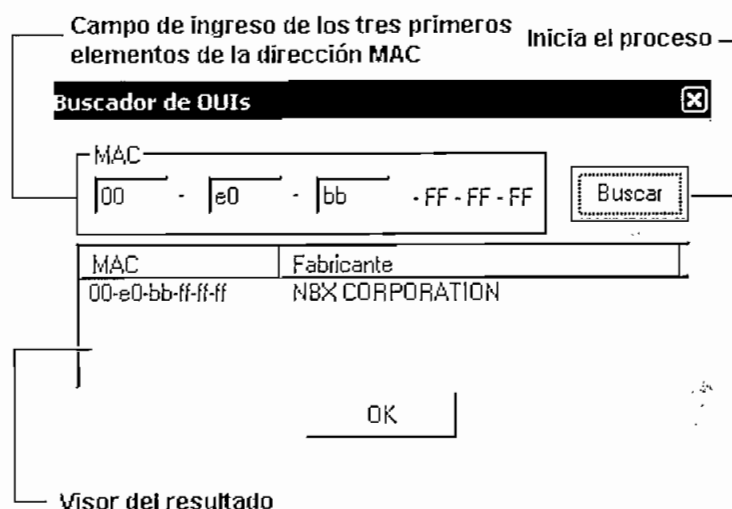 Campo de ingreso de los tres primeros
elementos de la dirección MAC
Inicia el proceso
Buscador de OUIs
MAC
00 - e0 - bb - FF - FF - FF
Buscar
MAC Fabricante
00-e0-bb-ff-ff-ff NBX CORPORATION
OK
Visor del resultado